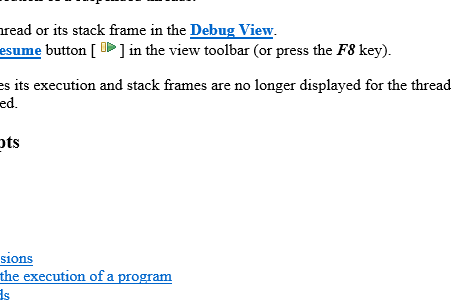 hread or its stack frame in the Debug View.
esume button [ ] in the view toolbar (or press the F8 key).
es its execution and stack frames are no longer displayed for the thread
ed.
pts
sions
the execution of a program
ds